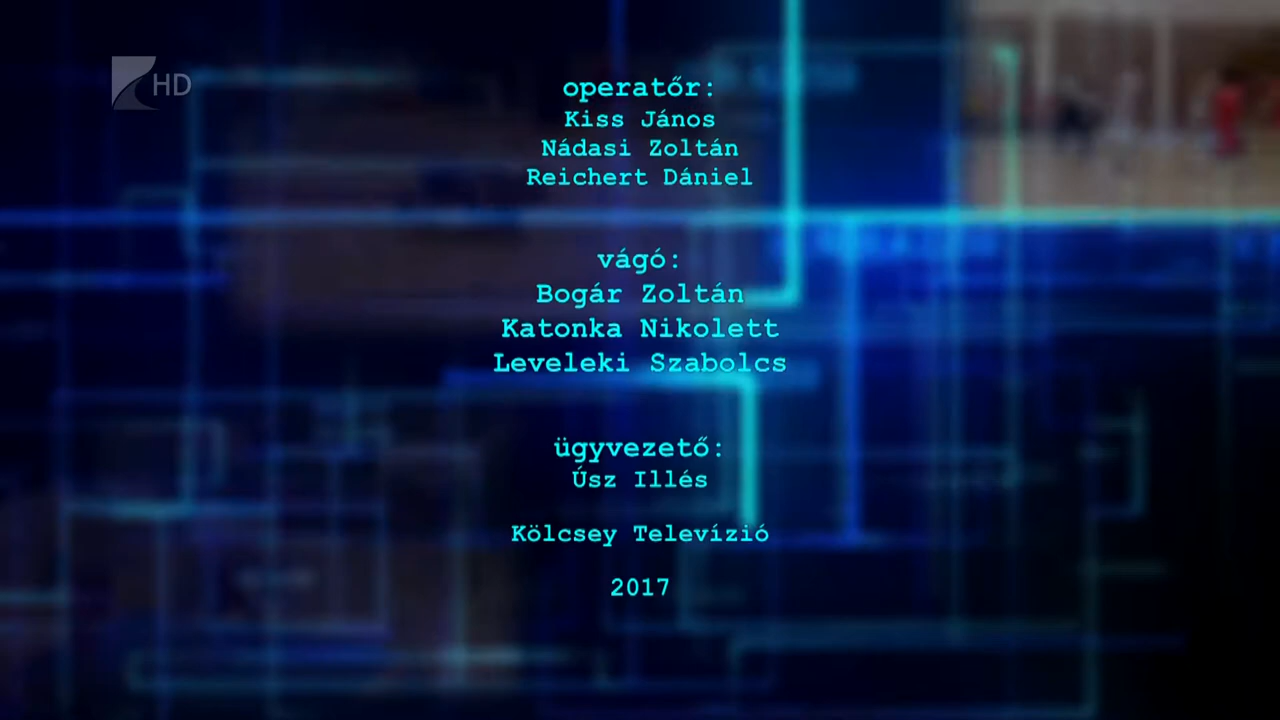 HD
operatőr:
Kiss János
Nádasi Zoltán
Reichert Dániel
vágó:
Bogár Zoltán
Katonka Nikolett
Leveleki Szabolcs
ügyvezető:
Úsz Illés
Kölcsey Televízió
2017